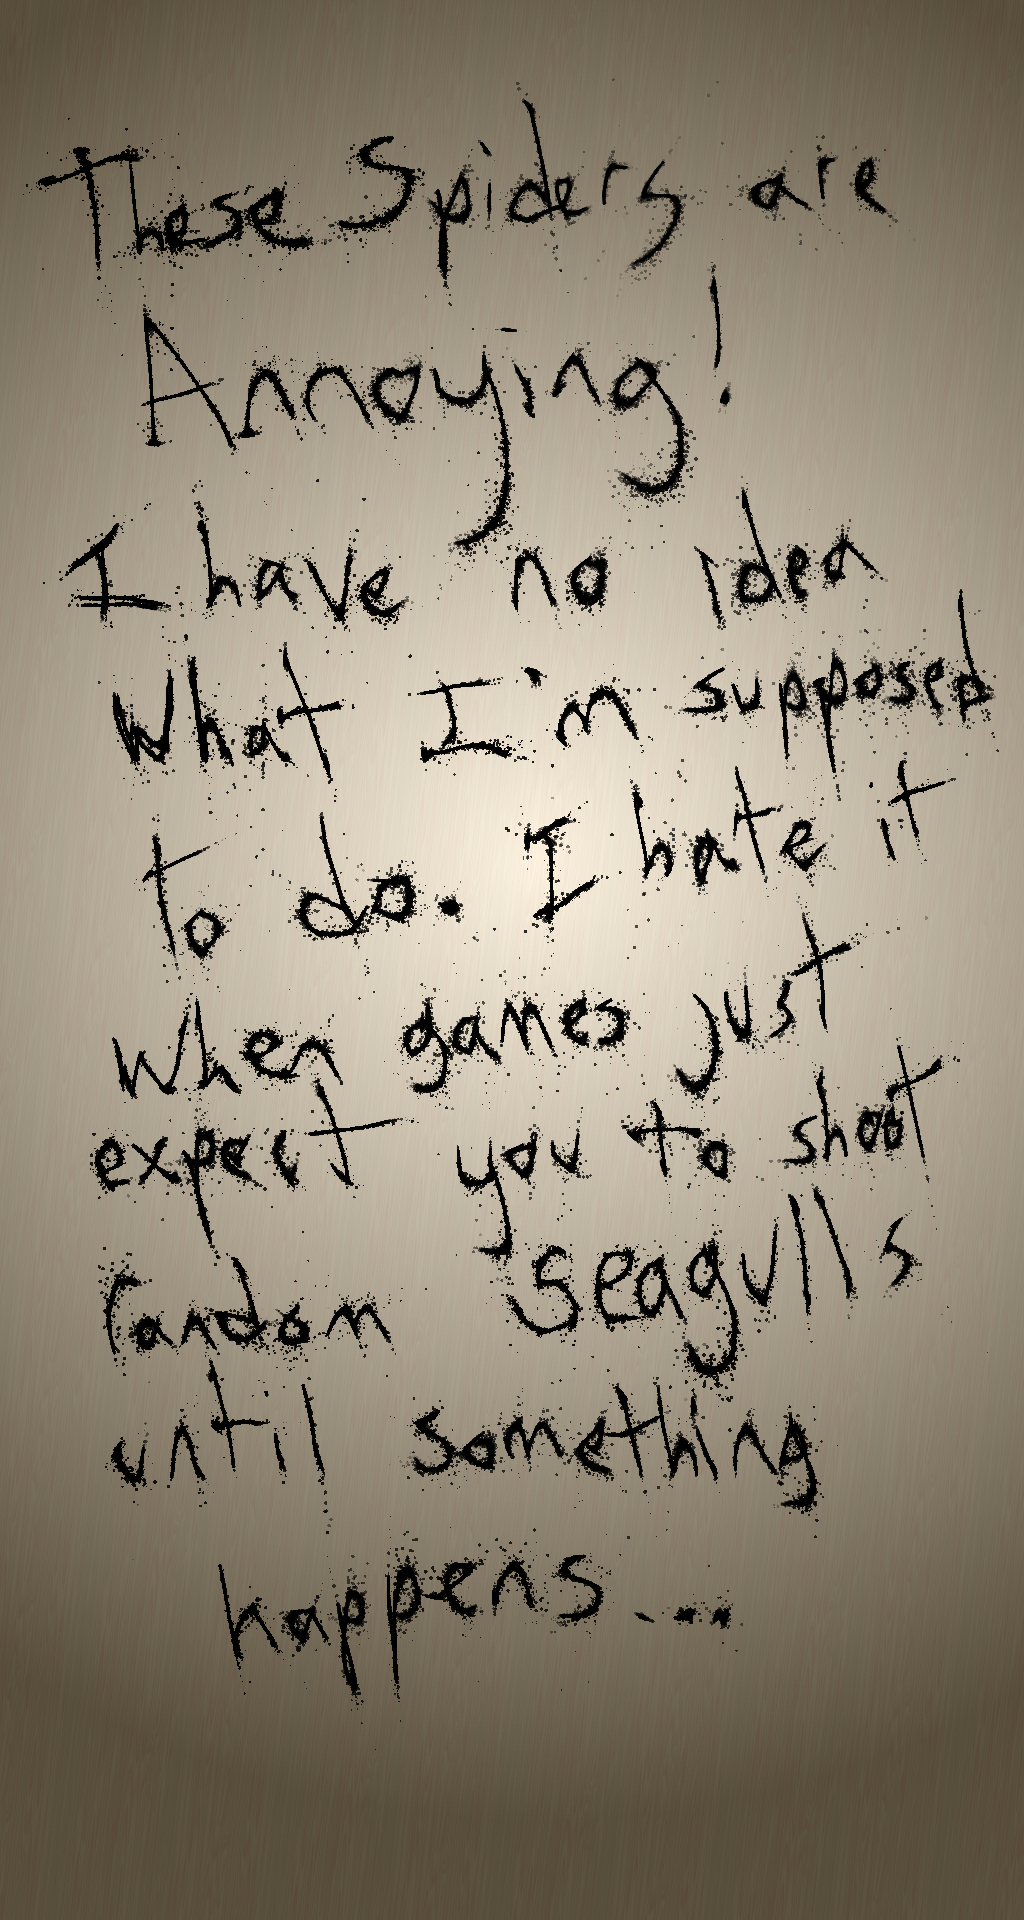 These Spiders are
Annoying!
I have no idea
What I'm supposed
to do. I hate it
when games just
expect you to shoot
random Seagulls
until something
happens...